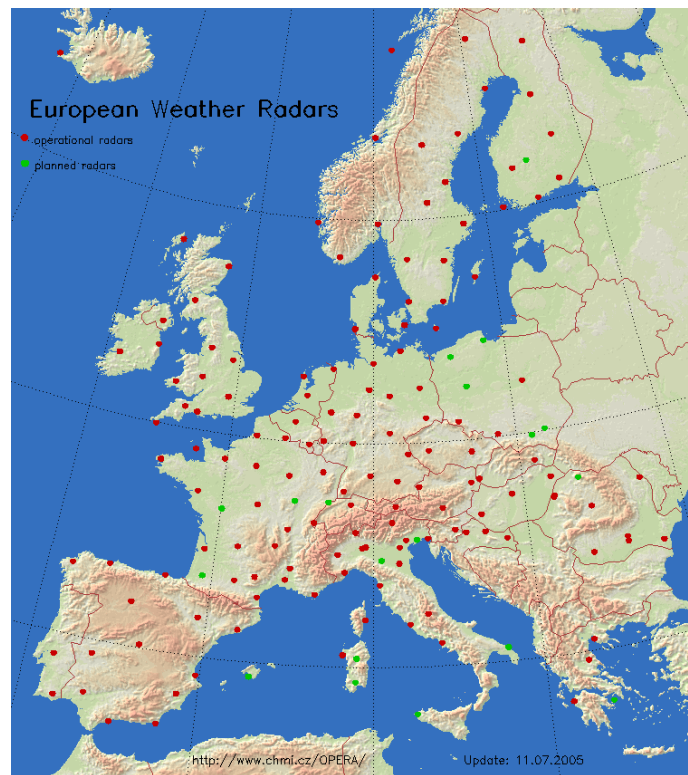 European Weather Radars
operational radars
planned radars
http://www.chmi.cz/OPERA/
Update: 11.07.2005